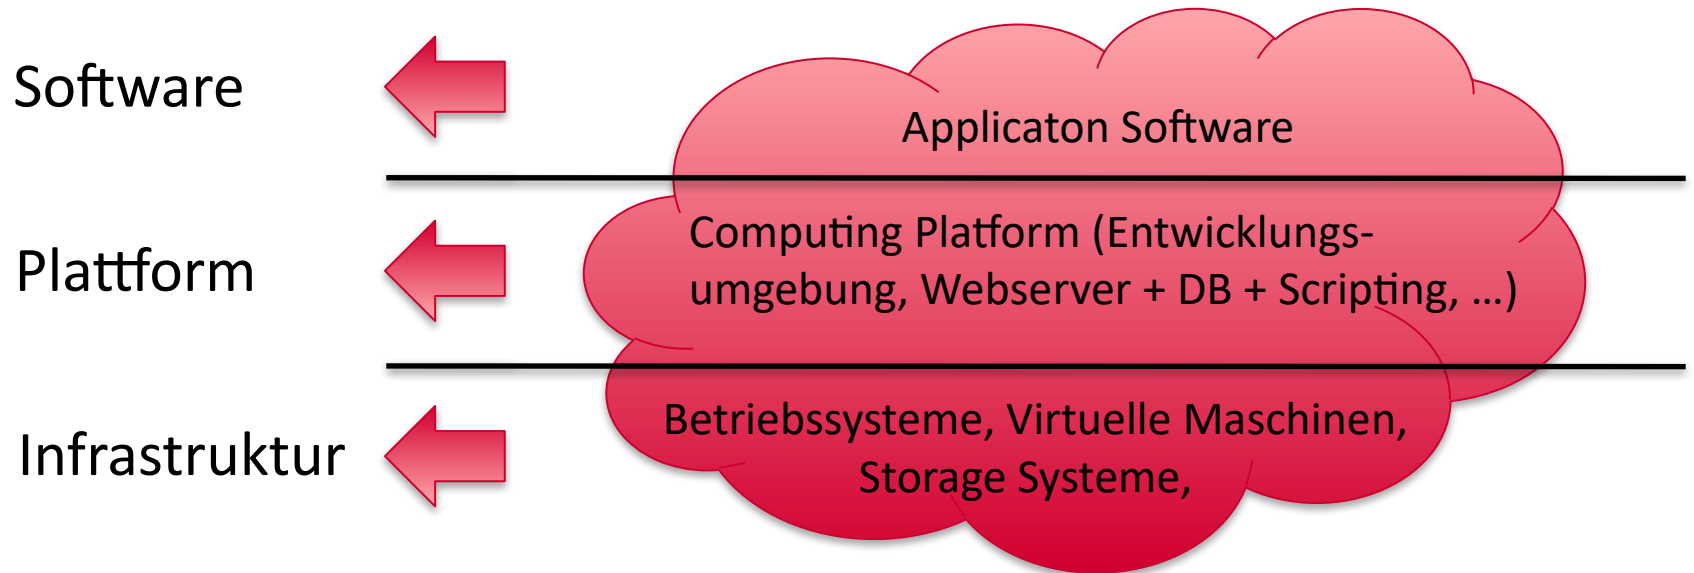 Software
Applicaton Software
Plattform
Computing Platform (Entwicklungs-
umgebung, Webserver + DB + Scripting, ...)
Infrastruktur
Betriebssysteme, Virtuelle Maschinen,
Storage Systeme,